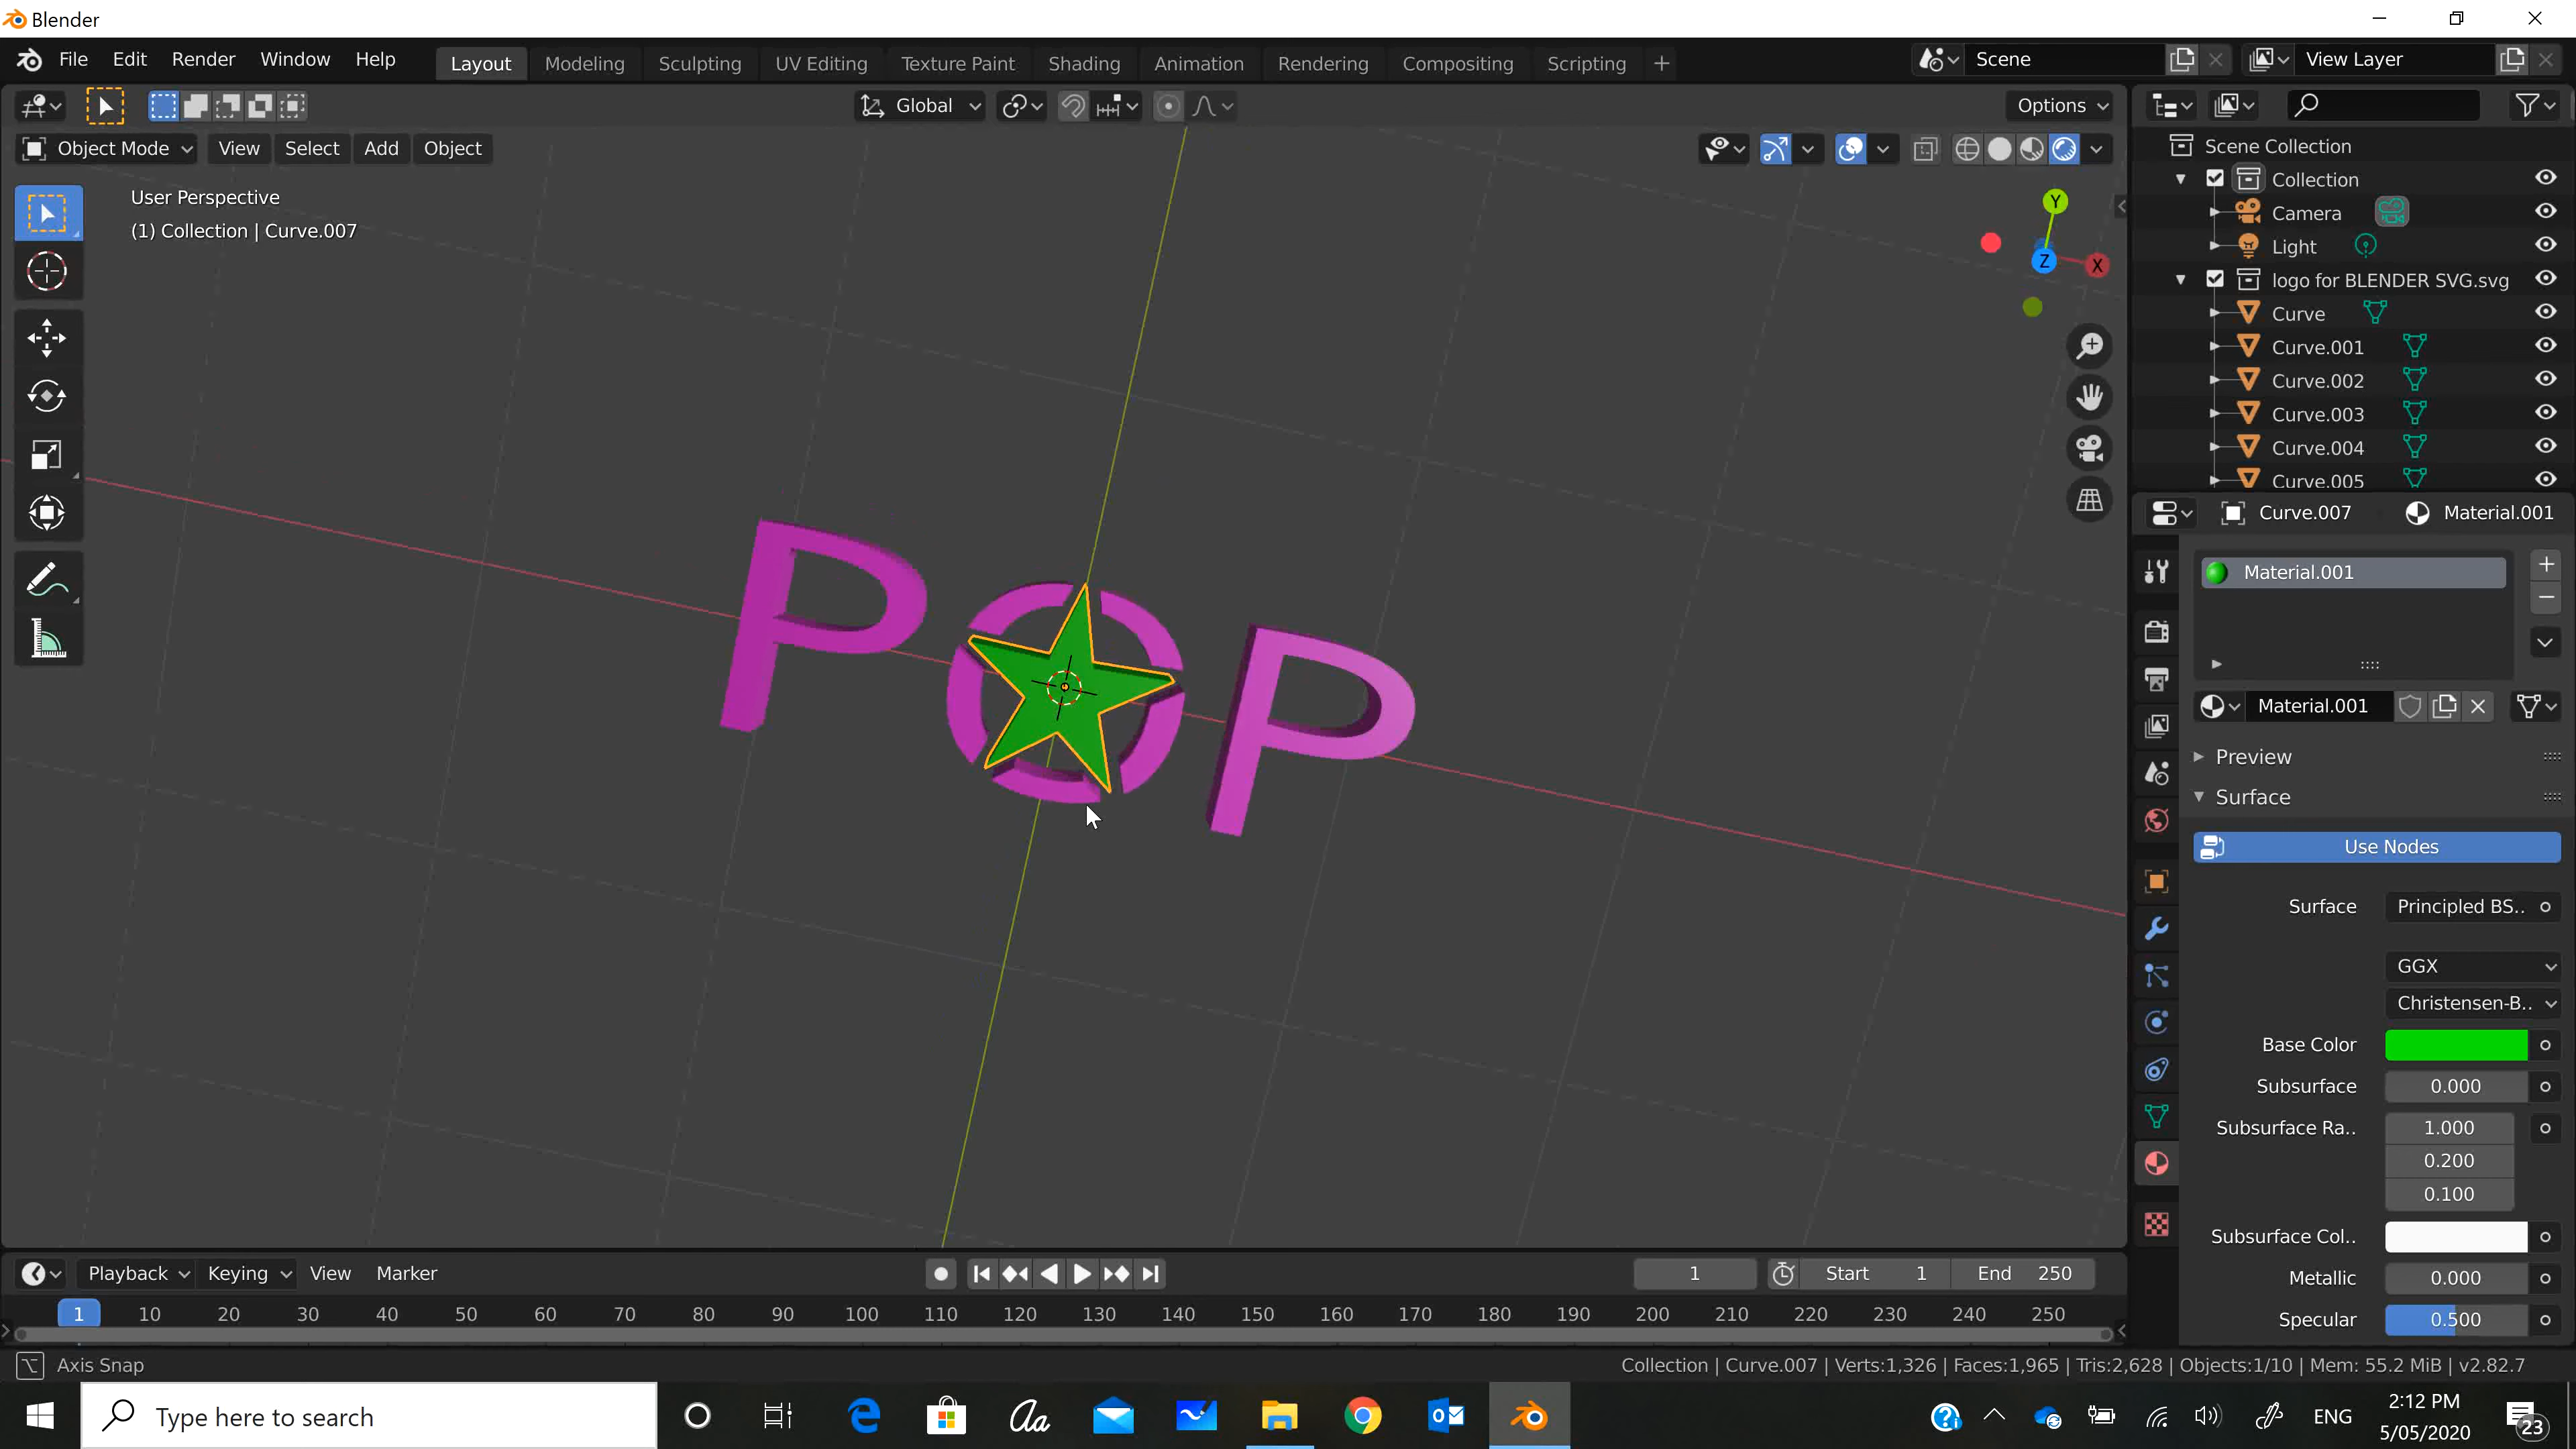 Blender
File Edit Render Window Help Layout Modeling Sculpting UV Editing Texture Paint Shading Animation Rendering Compositing Scripting + Scene View Layer
Global Options
Object Mode View Select Add Object
User Perspective
(1) Collection | Curve.007
Y
Z
X
POP
Scene Collection
Collection
Camera
Light
logo for BLENDER SVG.svg
Curve
Curve.001
Curve.002
Curve.003
Curve.004
Curve.005
Curve.007 Material.001
Material.001
Material.001
Preview
Surface
Use Nodes
Surface Principled BS..
GGX
Christensen-B..
Base Color
Subsurface 0.000
Subsurface Ra.. 1.000
0.200
0.100
Subsurface Col..
Metallic 0.000
Specular 0.500
Playback Keying View Marker 1 Start 1 End 250
1 10 20 30 40 50 60 70 80 90 100 110 120 130 140 150 160 170 180 190 200 210 220 230 240 250
Axis Snap Collection | Curve.007 | Verts:1,326 | Faces:1,965 | Tris:2,628 | Objects:1/10 | Mem: 55.2 MiB | v2.82.7
Type here to search
ENG
2:12 PM
5/05/2020
23